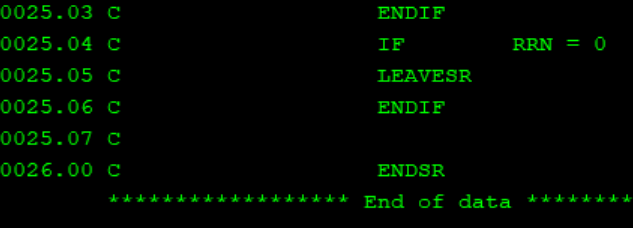 0025.03 C ENDIF
0025.04 C IF RRN = 0
0025.05 C LEAVESR
0025.06 C ENDIF
0025.07 C
0026.00 C ENDSR
****************** End of data ********